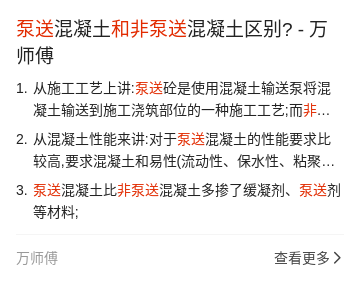 泵送混凝土和非泵送混凝土区别? - 万
师傅
1. 从施工工艺上讲:泵送砼是使用混凝土输送泵将混
凝土输送到施工浇筑部位的一种施工工艺;而非…
2. 从混凝土性能来讲:对于泵送混凝土的性能要求比
较高,要求混凝土和易性(流动性、保水性、粘聚…
3. 泵送混凝土比非泵送混凝土多掺了缓凝剂、泵送剂
等材料;
万师傅 查看更多